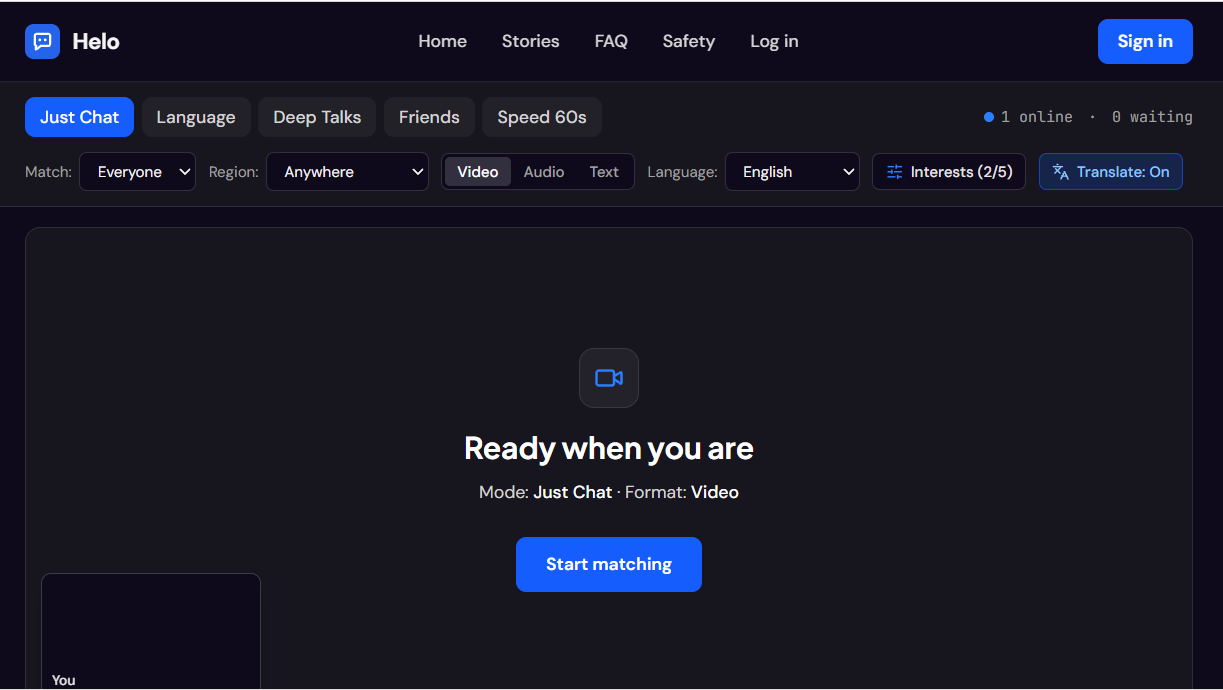 Helo
Home Stories FAQ Safety Log in
Sign in
Just Chat Language Deep Talks Friends Speed 60s
1 online · 0 waiting
Match: Everyone Region: Anywhere Video Audio Text Language: English Interests (2/5) Translate: On
Ready when you are
Mode: Just Chat · Format: Video
Start matching
You